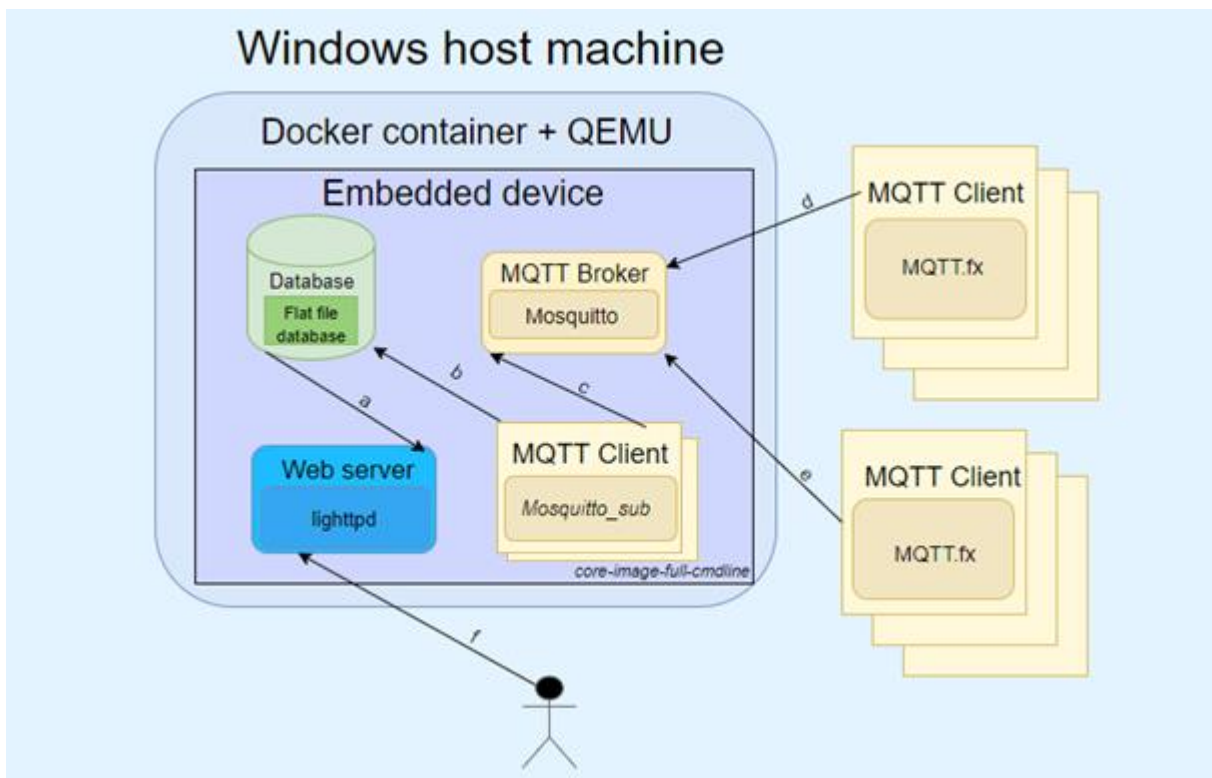 Windows host machine
Docker container + QEMU
Embedded device
Database
Flat file
database
MQTT Broker
Mosquitto
d
MQTT Client
MQTT.fx
a
b
c
e
Web server
lighttpd
MQTT Client
Mosquitto_sub
core-image-full-cmdline
MQTT Client
MQTT.fx
f